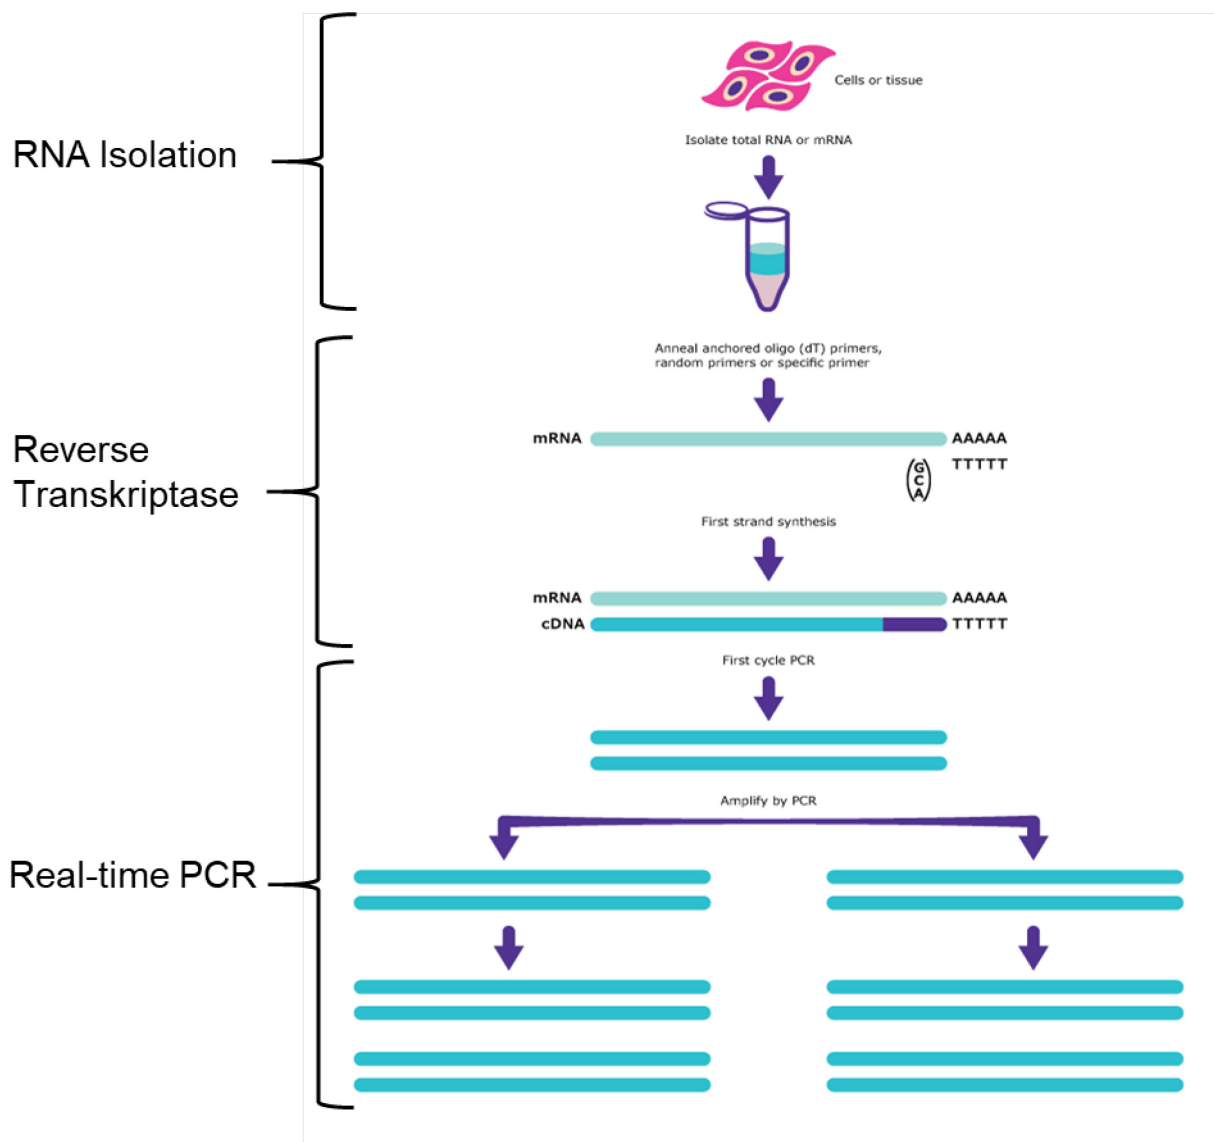 RNA Isolation
Cells or tissue
Isolate total RNA or mRNA
Reverse
Transkriptase
Anneal anchored oligo (dT) primers,
random primers or specific primer
mRNA AAAAA
TTTTT
G
C
A
First strand synthesis
mRNA AAAAA
cDNA TTTTT
Real-time PCR
First cycle PCR
Amplify by PCR